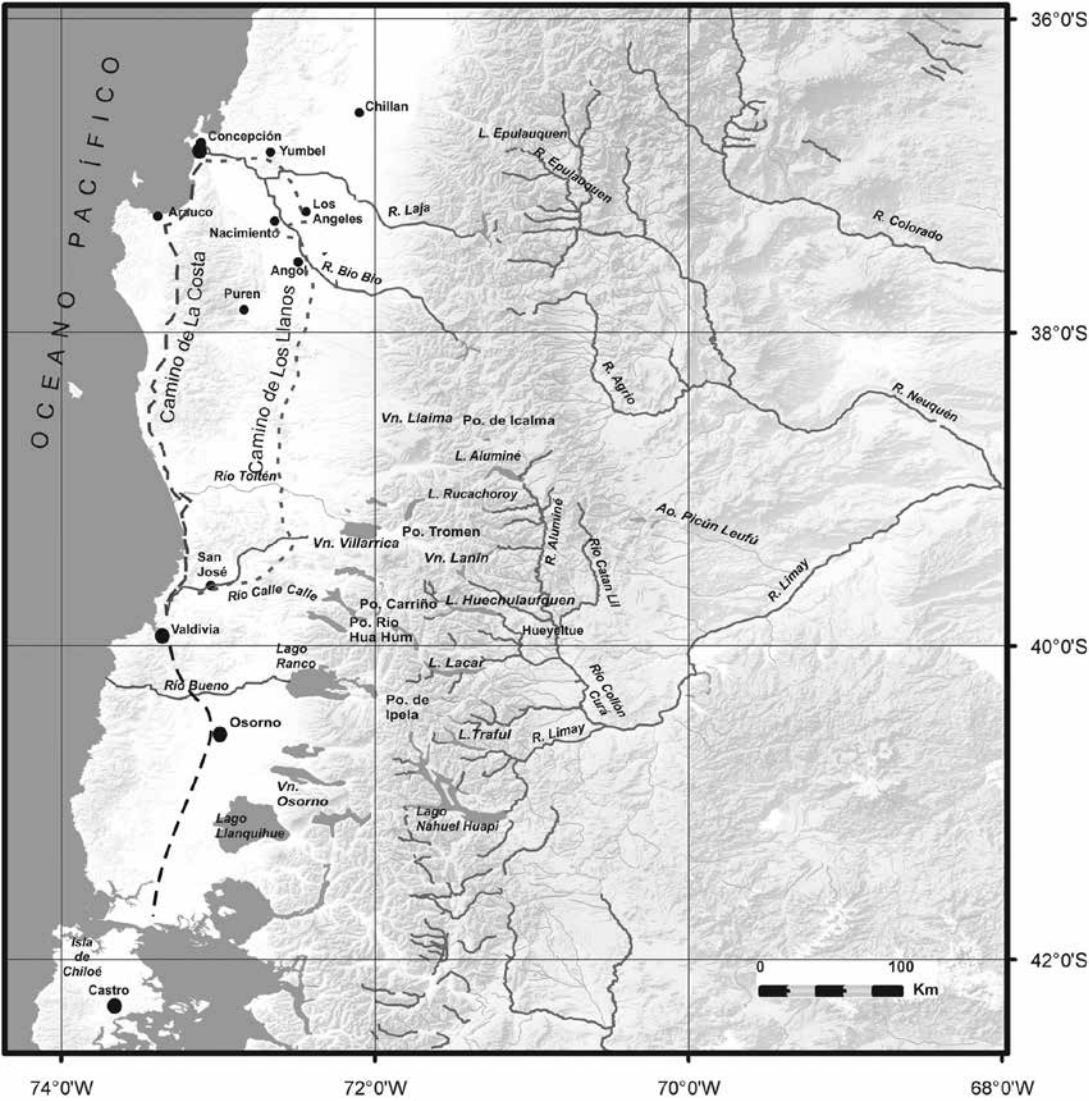 36°0'S
OCEANO PACÍFICO
Chillan
Concepción
Yumbel
L. Epulauquen
R. Epulauquen
Arauco
Los
Angeles
R. Laja
Nacimiento
R. Colorado
Angol
R. Bío Bío
Puren
Camino de La Costa
Camino de Los Llanos
38°0'S
R. Agrio
R. Neuquén
Vn. Llaima
Po. de Icalma
L. Aluminé
Río Toltén
L. Rucachoroy
Ao. Picún Leufú
Po. Tromen
R. Aluminé
Vn. Villarrica
Vn. Lanín
San
José
Río Catan Lil
R. Limay
Río Calle Calle
Po. Carriño
L. Huechulaufquen
Valdivia
Po. Río
Hua Hum
Hueyeltue
40°0'S
Lago
Ranco
L. Lacar
Río Bueno
Río Collón
Curá
Po. de
Ipela
Osorno
L.Traful
R. Limay
Vn.
Osorno
Lago
Llanquihue
Lago
Nahuel Huapi
Isla
de
Chiloé
42°0'S
Castro
0 100
Km
74°0'W 72°0'W 70°0'W 68°0'W